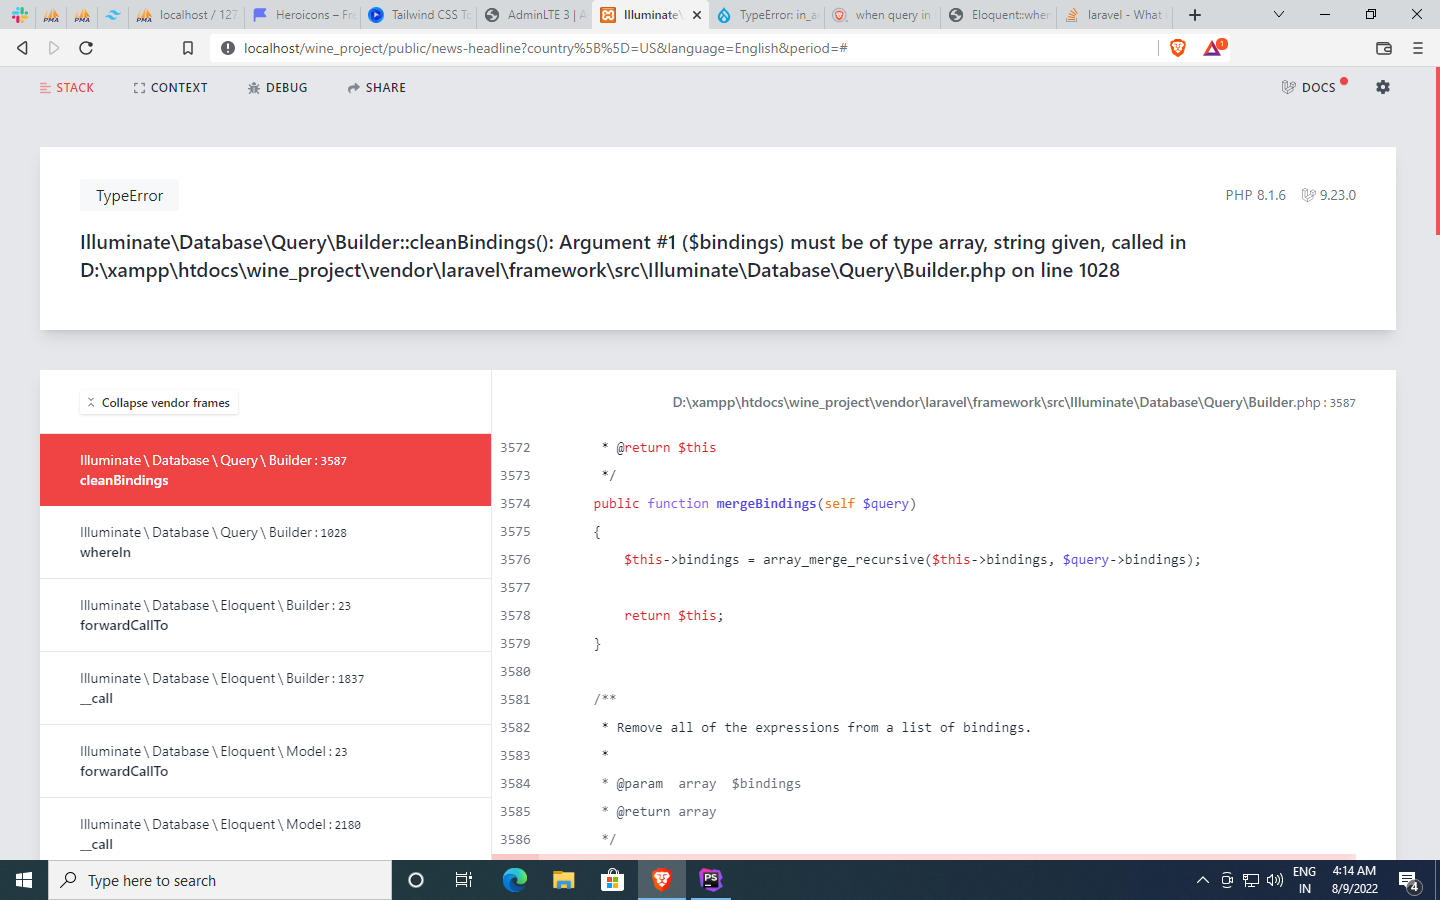 localhost / 127
Heroicons – Fre
Tailwind CSS To
AdminLTE 3 | A
Illuminate\
TypeError: in_a
when query in
Eloquent::wher
laravel - What
localhost/wine_project/public/news-headline?country%5B%5D=US&language=English&period=#
1
STACK
CONTEXT
DEBUG
SHARE
DOCS
TypeError
PHP 8.1.6
9.23.0
Illuminate\Database\Query\Builder::cleanBindings(): Argument #1 ($bindings) must be of type array, string given, called in
D:\xampp\htdocs\wine_project\vendor\laravel\framework\src\Illuminate\Database\Query\Builder.php on line 1028
Collapse vendor frames
Illuminate \ Database \ Query \ Builder : 3587
cleanBindings
Illuminate \ Database \ Query \ Builder : 1028
whereIn
Illuminate \ Database \ Eloquent \ Builder : 23
forwardCallTo
Illuminate \ Database \ Eloquent \ Builder : 1837
__call
Illuminate \ Database \ Eloquent \ Model : 23
forwardCallTo
Illuminate \ Database \ Eloquent \ Model : 2180
__call
D:\xampp\htdocs\wine_project\vendor\laravel\framework\src\Illuminate\Database\Query\Builder.php : 3587
3572 * @return $this
3573 */
3574 public function mergeBindings(self $query)
3575 {
3576 $this->bindings = array_merge_recursive($this->bindings, $query->bindings);
3577
3578 return $this;
3579 }
3580
3581 /**
3582 * Remove all of the expressions from a list of bindings.
3583 *
3584 * @param  array  $bindings
3585 * @return array
3586 */
Type here to search
PS
ENG
IN
4:14 AM
8/9/2022
4